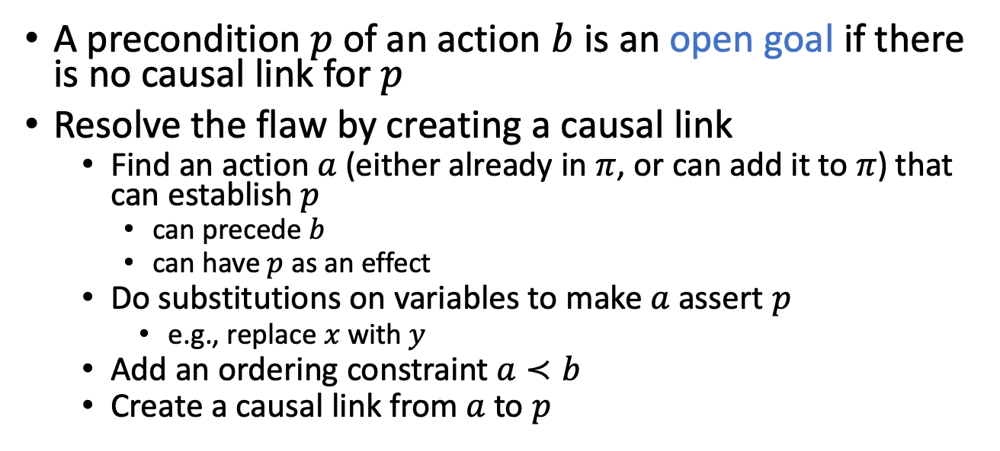 • A precondition 𝑝 of an action 𝑏 is an open goal if there
is no causal link for 𝑝
• Resolve the flaw by creating a causal link
• Find an action 𝑎 (either already in 𝜋, or can add it to 𝜋) that
can establish 𝑝
• can precede 𝑏
• can have 𝑝 as an effect
• Do substitutions on variables to make 𝑎 assert 𝑝
• e.g., replace 𝑥 with 𝑦
• Add an ordering constraint 𝑎 ≺ 𝑏
• Create a causal link from 𝑎 to 𝑝